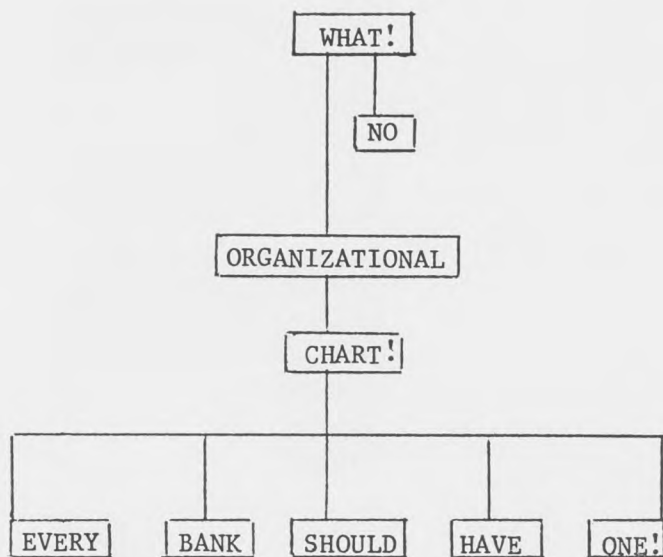 WHAT!
NO
ORGANIZATIONAL
CHART!
EVERY BANK SHOULD HAVE ONE!